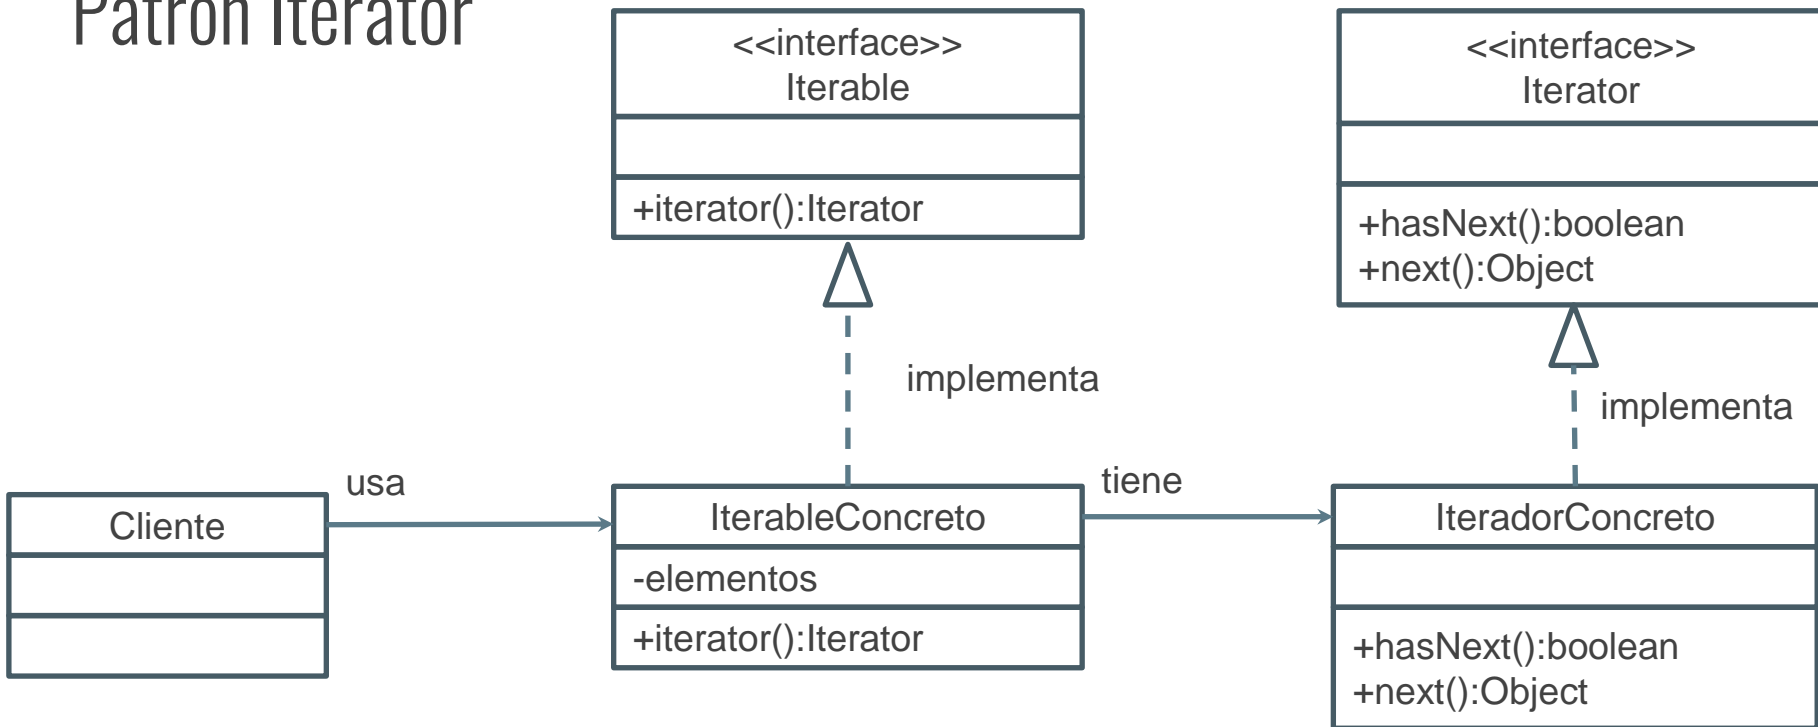 Patrón Iterator
<<interface>>
Iterable
+iterator():Iterator
<<interface>>
Iterator
+hasNext():boolean
+next():Object
implementa
implementa
usa
tiene
Cliente
IterableConcreto
-elementos
+iterator():Iterator
IteradorConcreto
+hasNext():boolean
+next():Object